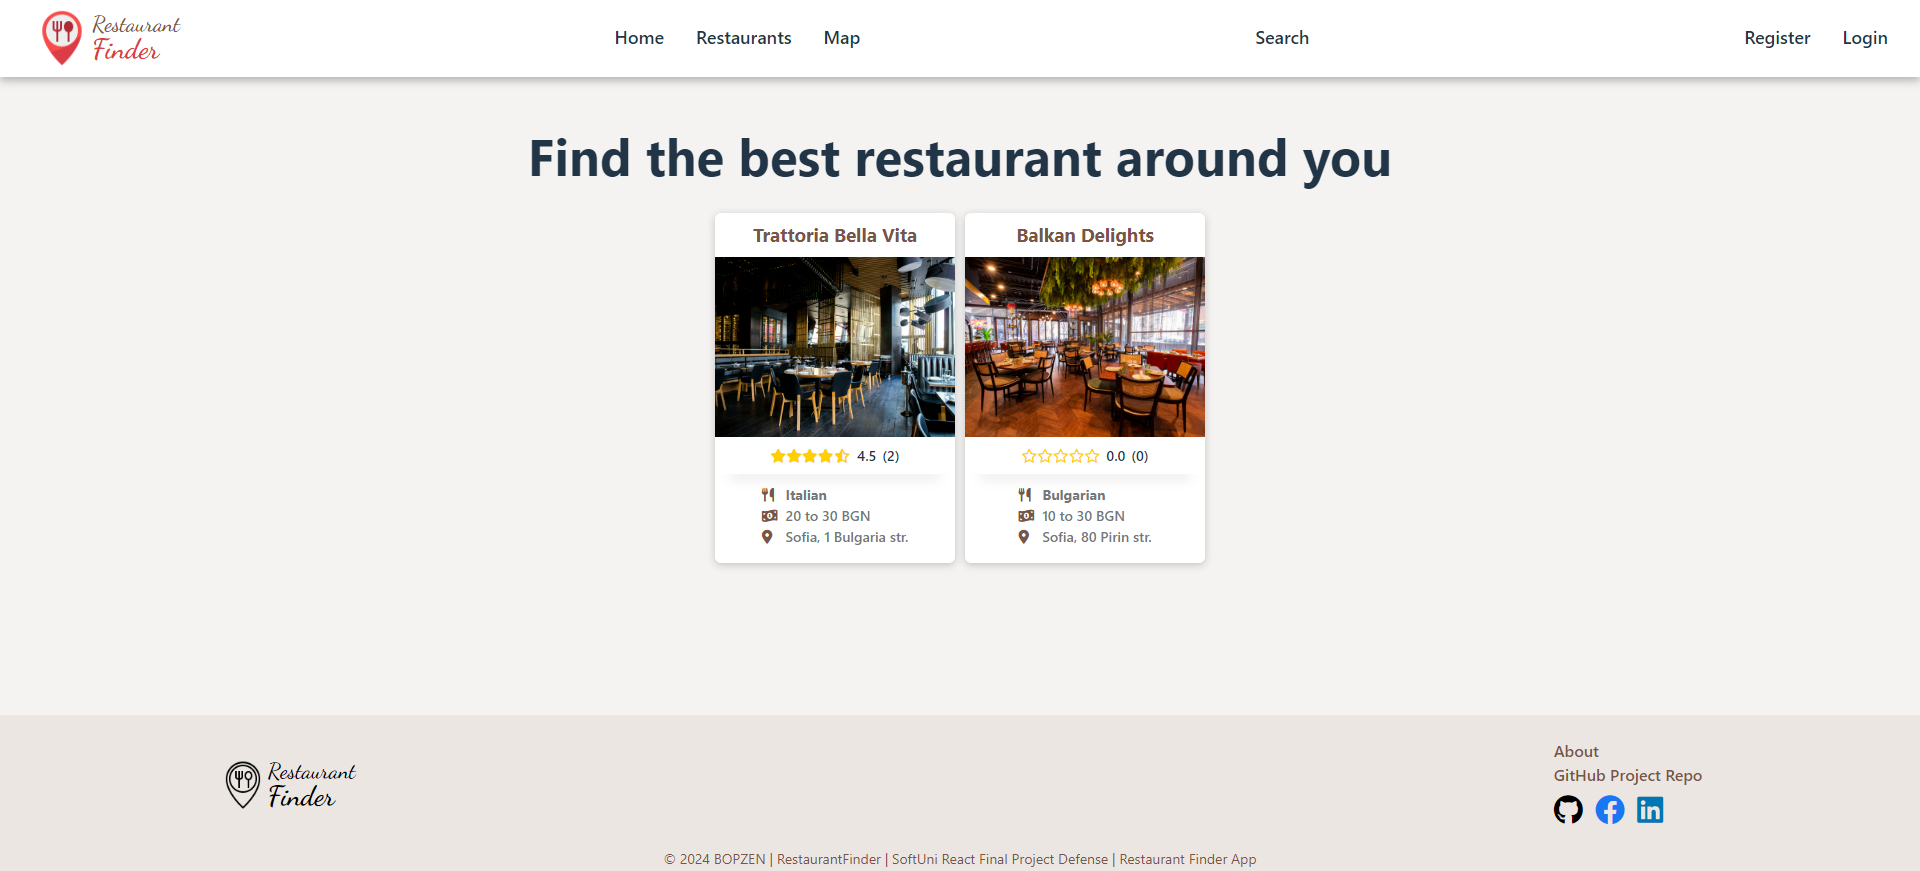 Restaurant
Finder
Home
Restaurants
Map
Search
Register
Login
Find the best restaurant around you
Trattoria Bella Vita
4.5 (2)
Italian
20 to 30 BGN
Sofia, 1 Bulgaria str.
Balkan Delights
0.0 (0)
Bulgarian
10 to 30 BGN
Sofia, 80 Pirin str.
Restaurant
Finder
About
GitHub Project Repo
© 2024 BOPZEN | RestaurantFinder | SoftUni React Final Project Defense | Restaurant Finder App